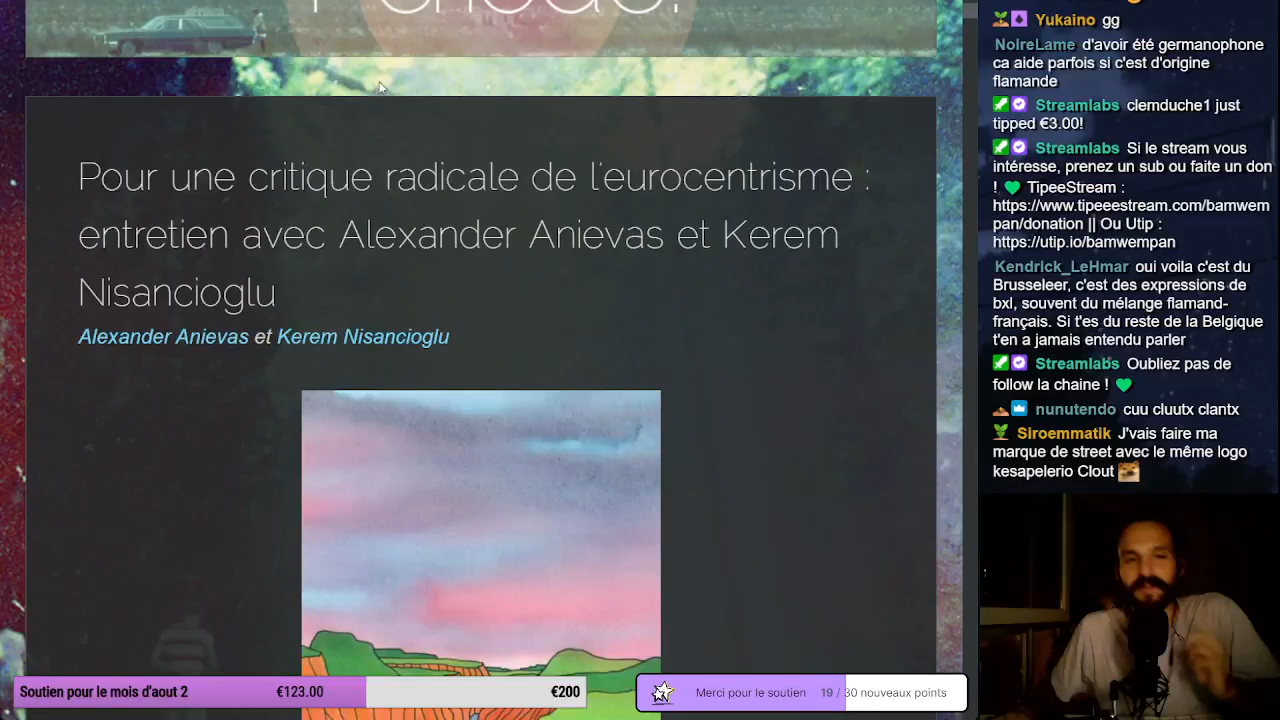 Période.
Pour une critique radicale de l'eurocentrisme :
entretien avec Alexander Anievas et Kerem
Nisancioglu
Alexander Anievas et Kerem Nisancioglu
Soutien pour le mois d'aout 2 €123.00 €200
Merci pour le soutien 19 / 30 nouveaux points
Yukaino gg
NoireLame d'avoir été germanophone
ca aide parfois si c'est d'origine
flamande
Streamlabs clemduche1 just
tipped €3.00!
Streamlabs Si le stream vous
intéresse, prenez un sub ou faite un don
! TipeeStream :
https://www.tipeeestream.com/bamwem
pan/donation || Ou Utip :
https://utip.io/bamwempan
Kendrick_LeHmar oui voila c'est du
Brusseleer, c'est des expressions de
bxl, souvent du mélange flamand-
français. Si t'es du reste de la Belgique
t'en a jamais entendu parler
Streamlabs Oubliez pas de
follow la chaine !
nunutendo cuu cluutx clantx
Siroemmatik J'vais faire ma
marque de street avec le même logo
kesapelerio Clout